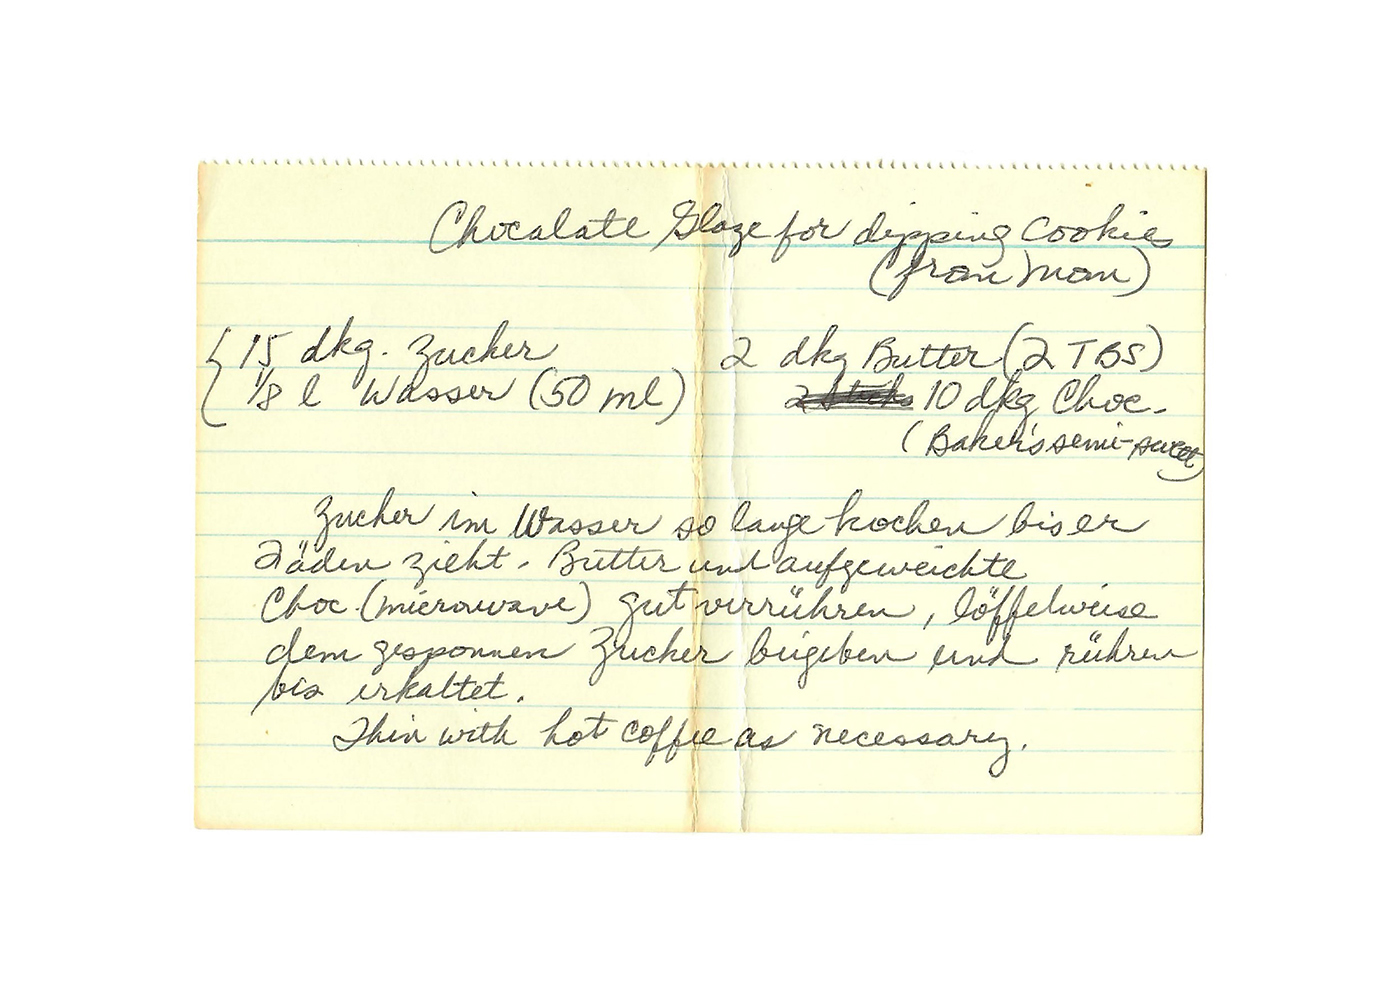 Chocalate Glaze for dipping Cookies
(from Mom)
{ 15 dkg. Zucker
1/8 l Wasser (50 ml)
2 dkg Butter (2 TBS)
10 dkg Choc.
(Baker's semi-sweet)
Zucker im Wasser so lange kochen bis er
Fäden zieht. Butter und aufgeweichte
Choc (microwave) gut verrühren, löffelweise
dem gesponnen Zucker beigeben und rühren
bis erkaltet.
Thin with hot coffee as necessary.